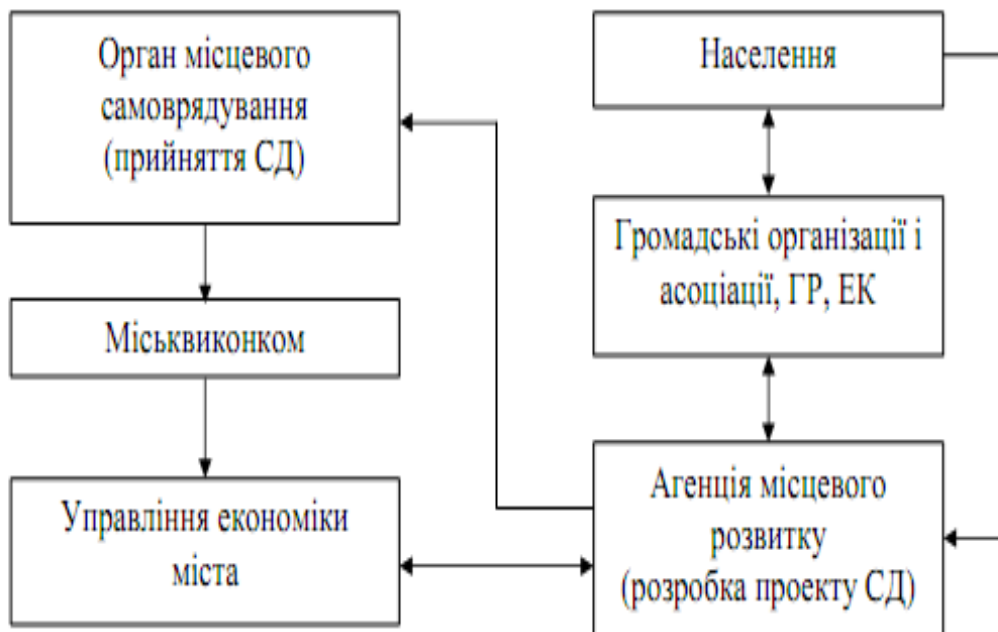 Орган місцевого
самоврядування
(прийняття СД)
Міськвиконком
Управління економіки
міста
Населення
Громадські організації і
асоціації, ГР, ЕК
Агенція місцевого
розвитку
(розробка проекту СД)